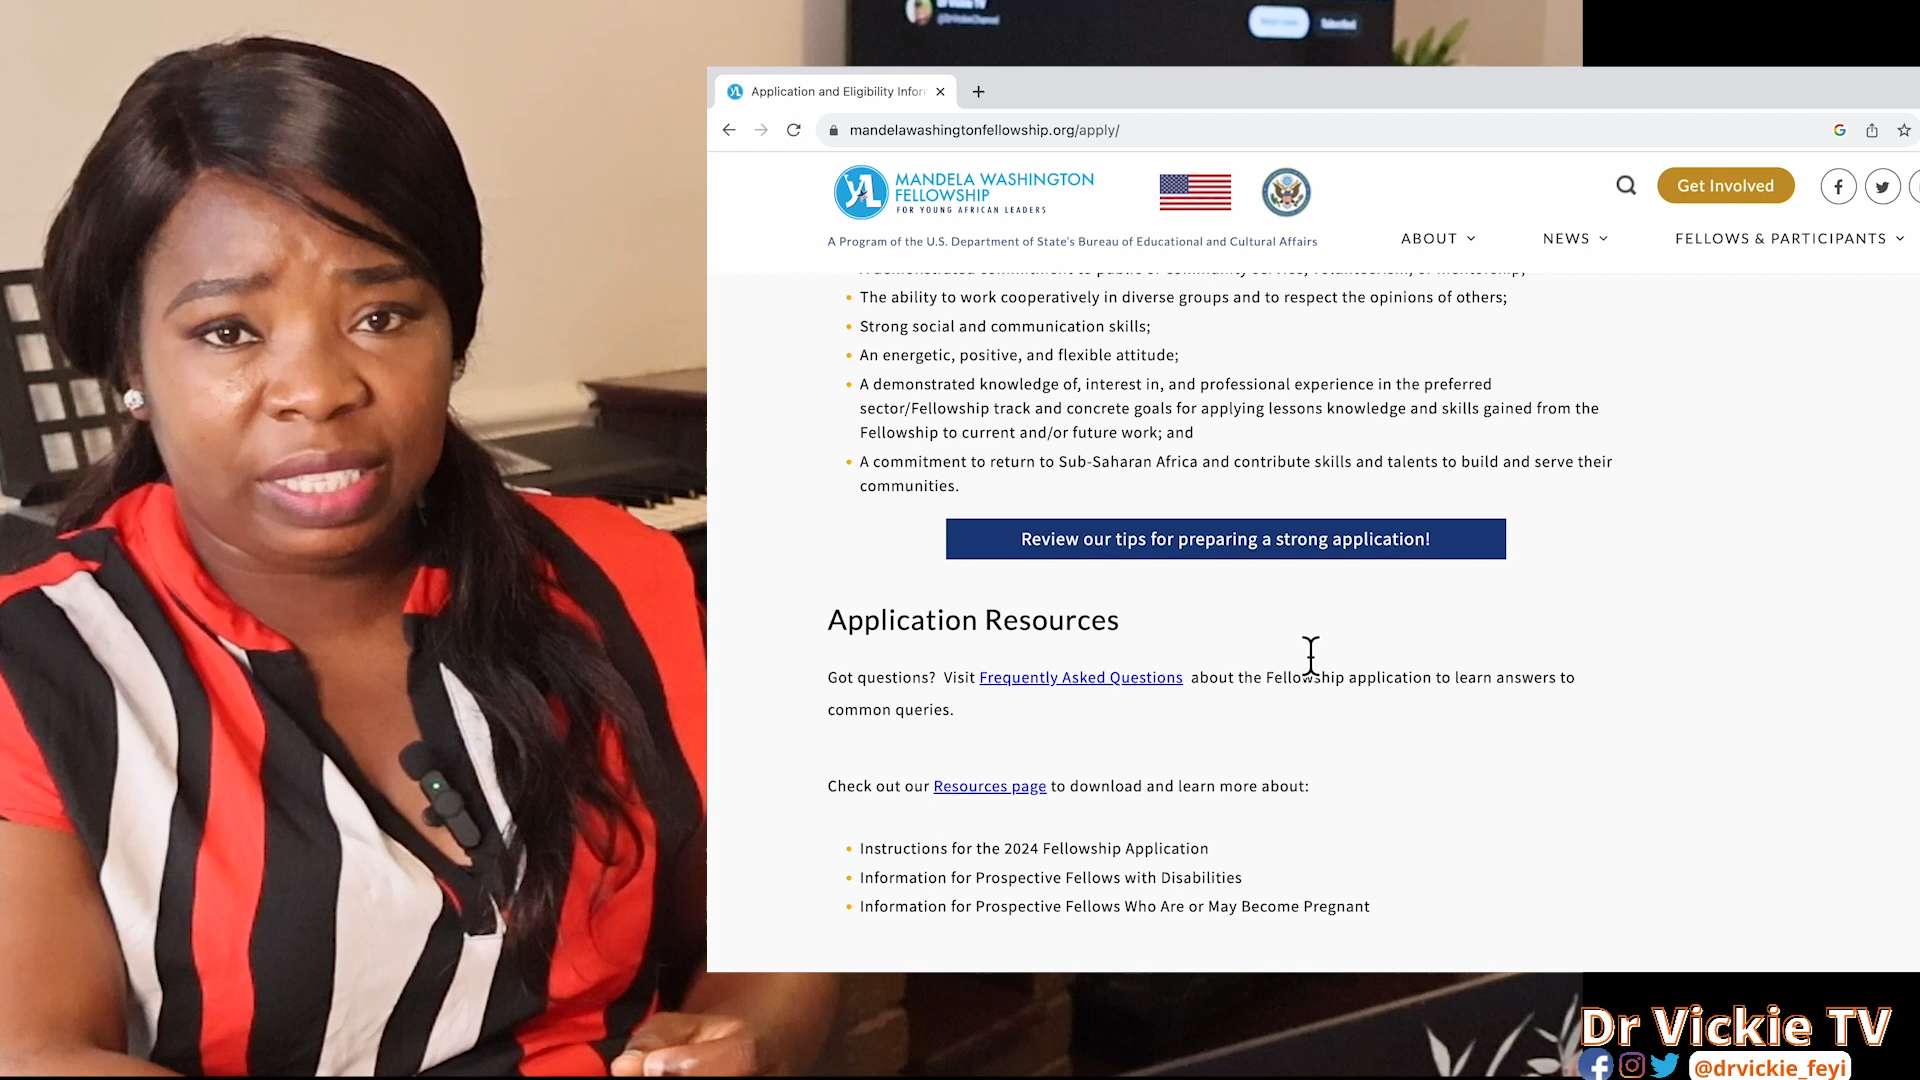 Dr Vickie TV
Application and Eligibility Infor
mandelawashingtonfellowship.org/apply/
MANDELA WASHINGTON
FELLOWSHIP
FOR YOUNG AFRICAN LEADERS
Get Involved
A Program of the U.S. Department of State's Bureau of Educational and Cultural Affairs
ABOUT
NEWS
FELLOWS & PARTICIPANTS
The ability to work cooperatively in diverse groups and to respect the opinions of others;
Strong social and communication skills;
An energetic, positive, and flexible attitude;
A demonstrated knowledge of, interest in, and professional experience in the preferred
sector/Fellowship track and concrete goals for applying lessons knowledge and skills gained from the
Fellowship to current and/or future work; and
A commitment to return to Sub-Saharan Africa and contribute skills and talents to build and serve their
communities.
Review our tips for preparing a strong application!
Application Resources
Got questions? Visit Frequently Asked Questions about the Fellowship application to learn answers to
common queries.
Check out our Resources page to download and learn more about:
Instructions for the 2024 Fellowship Application
Information for Prospective Fellows with Disabilities
Information for Prospective Fellows Who Are or May Become Pregnant
Dr Vickie TV
@drvickie_feyi